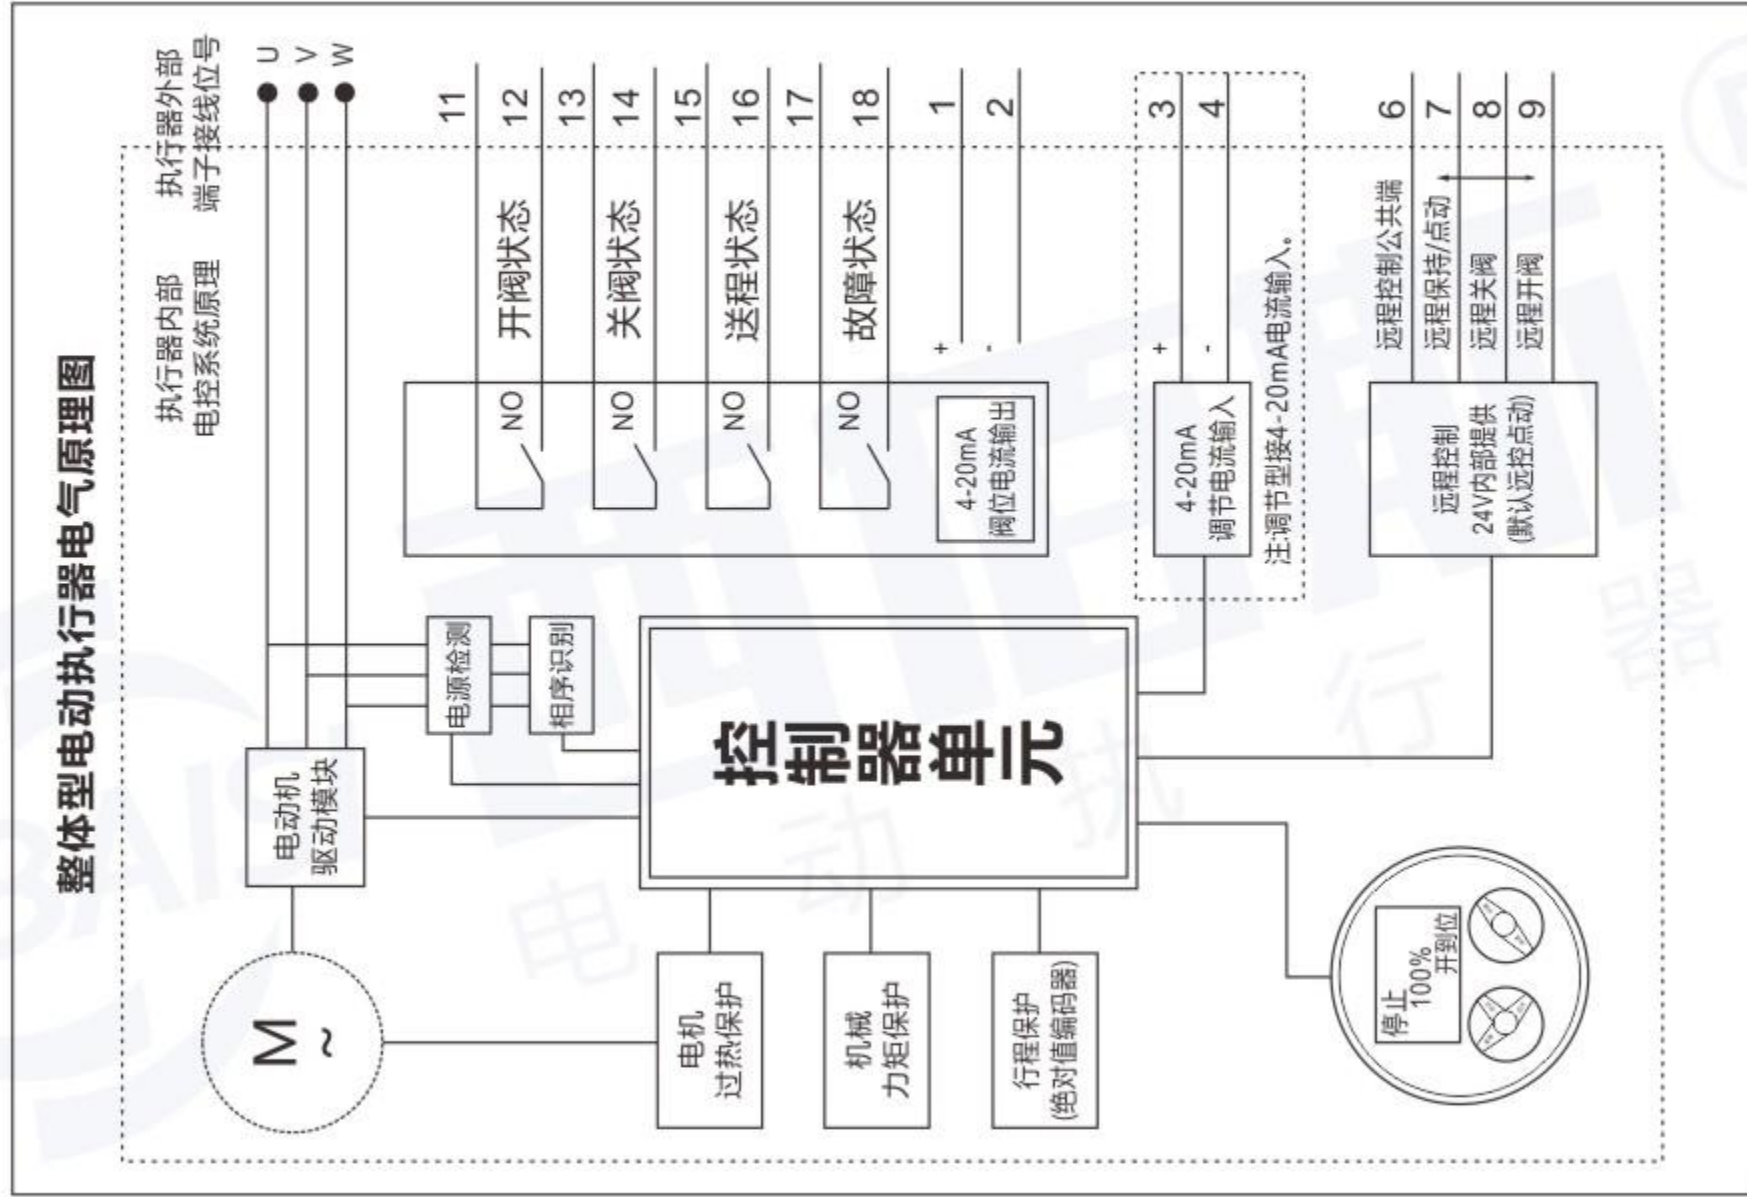 整体型电动执行器电气原理图
执行器内部
电控系统原理
执行器外部
端子接线位号
U
V
W
11
12
13
14
15
16
17
18
1
2
3
4
6
7
8
9
NO
开阀状态
NO
关阀状态
NO
送程状态
NO
故障状态
+
-
4-20mA
阀位电流输出
+
-
4-20mA
调节电流输入
注:调节型接4-20mA电流输入。
远程控制公共端
远程保持/点动
远程关阀
远程开阀
远程控制
24V内部提供
(默认远控点动)
电源检测
相序识别
电动机
驱动模块
控制器单元
M
~
电机
过热保护
机械
力矩保护
行程保护
(绝对值编码器)
停止
100%
开到位
电动执行器